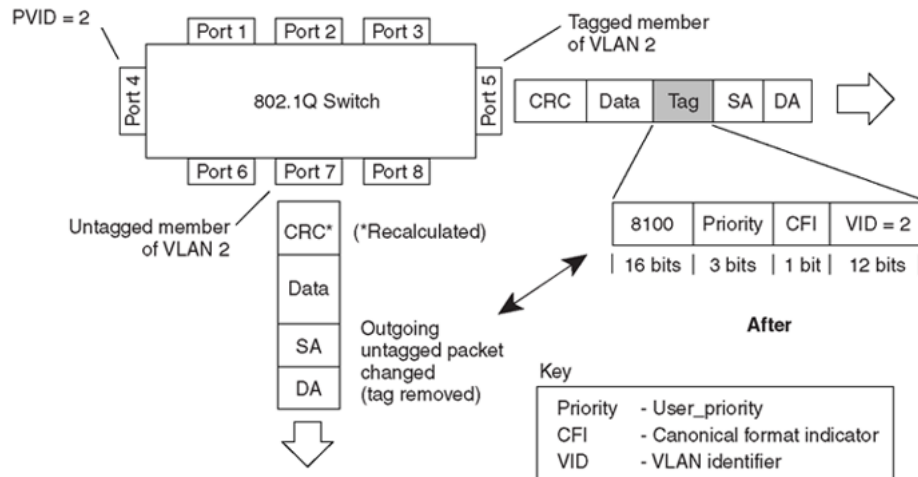 PVID = 2
Port 1
Port 2
Port 3
Tagged member
of VLAN 2
Port 4
802.1Q Switch
Port 5
CRC
Data
Tag
SA
DA
Port 6
Port 7
Port 8
Untagged member
of VLAN 2
CRC*
(*Recalculated)
8100
Priority
CFI
VID = 2
16 bits
3 bits
1 bit
12 bits
Data
SA
DA
Outgoing
untagged packet
changed
(tag removed)
After
Key
Priority - User_priority
CFI - Canonical format indicator
VID - VLAN identifier